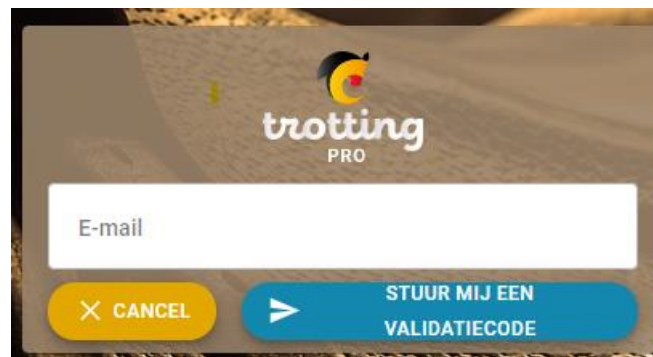 trotting
PRO
E-mail
CANCEL
STUUR MIJ EEN
VALIDATIECODE